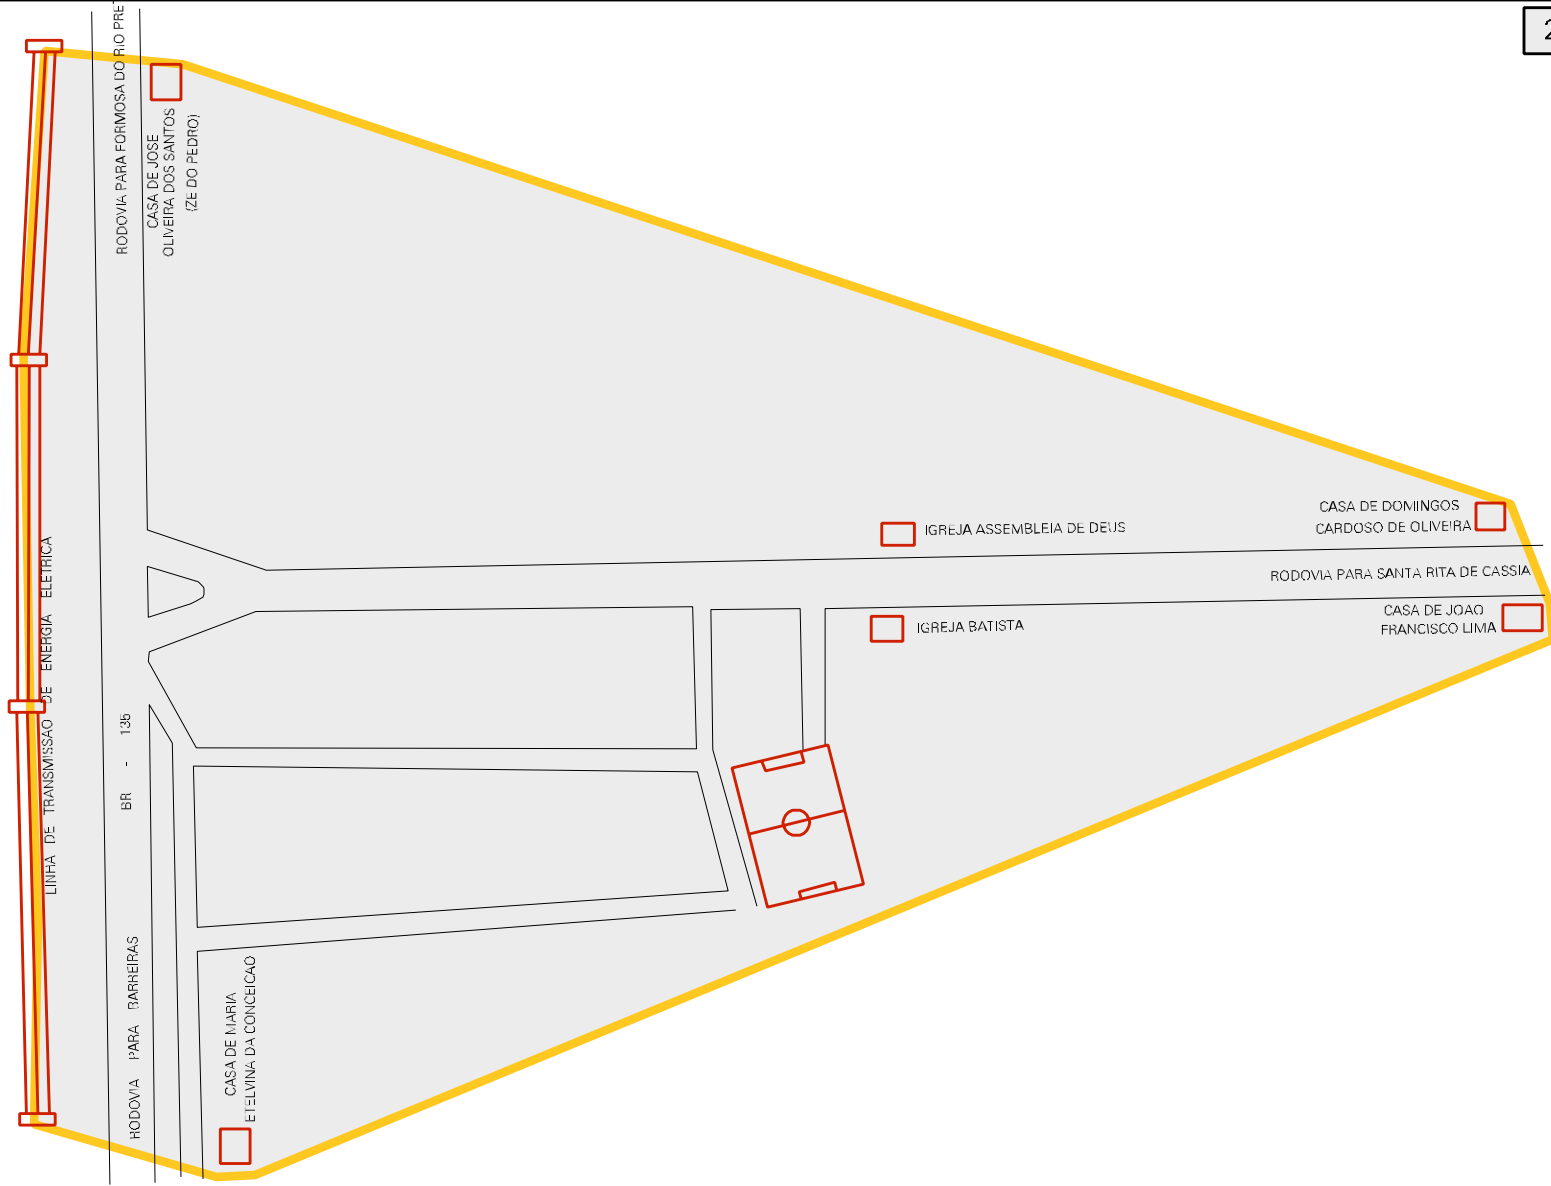 2
RODOVIA PARA FORMOSA DO RIO PRE
CASA DE JOSE
OLIVEIRA DOS SANTOS
(ZE DO PEDRO)
CASA DE DOMINGOS
CARDOSO DE OLIVEIRA
IGREJA ASSEMBLEIA DE DEUS
RODOVIA PARA SANTA RITA DE CASSIA
CASA DE JOAO
FRANCISCO LIMA
IGREJA BATISTA
LINHA DE TRANSMISSAO DE ENERGIA ELETRICA
BR - 135
RODOVIA PARA BARREIRAS
CASA DE MARIA
ETELVINA DA CONCEICAO